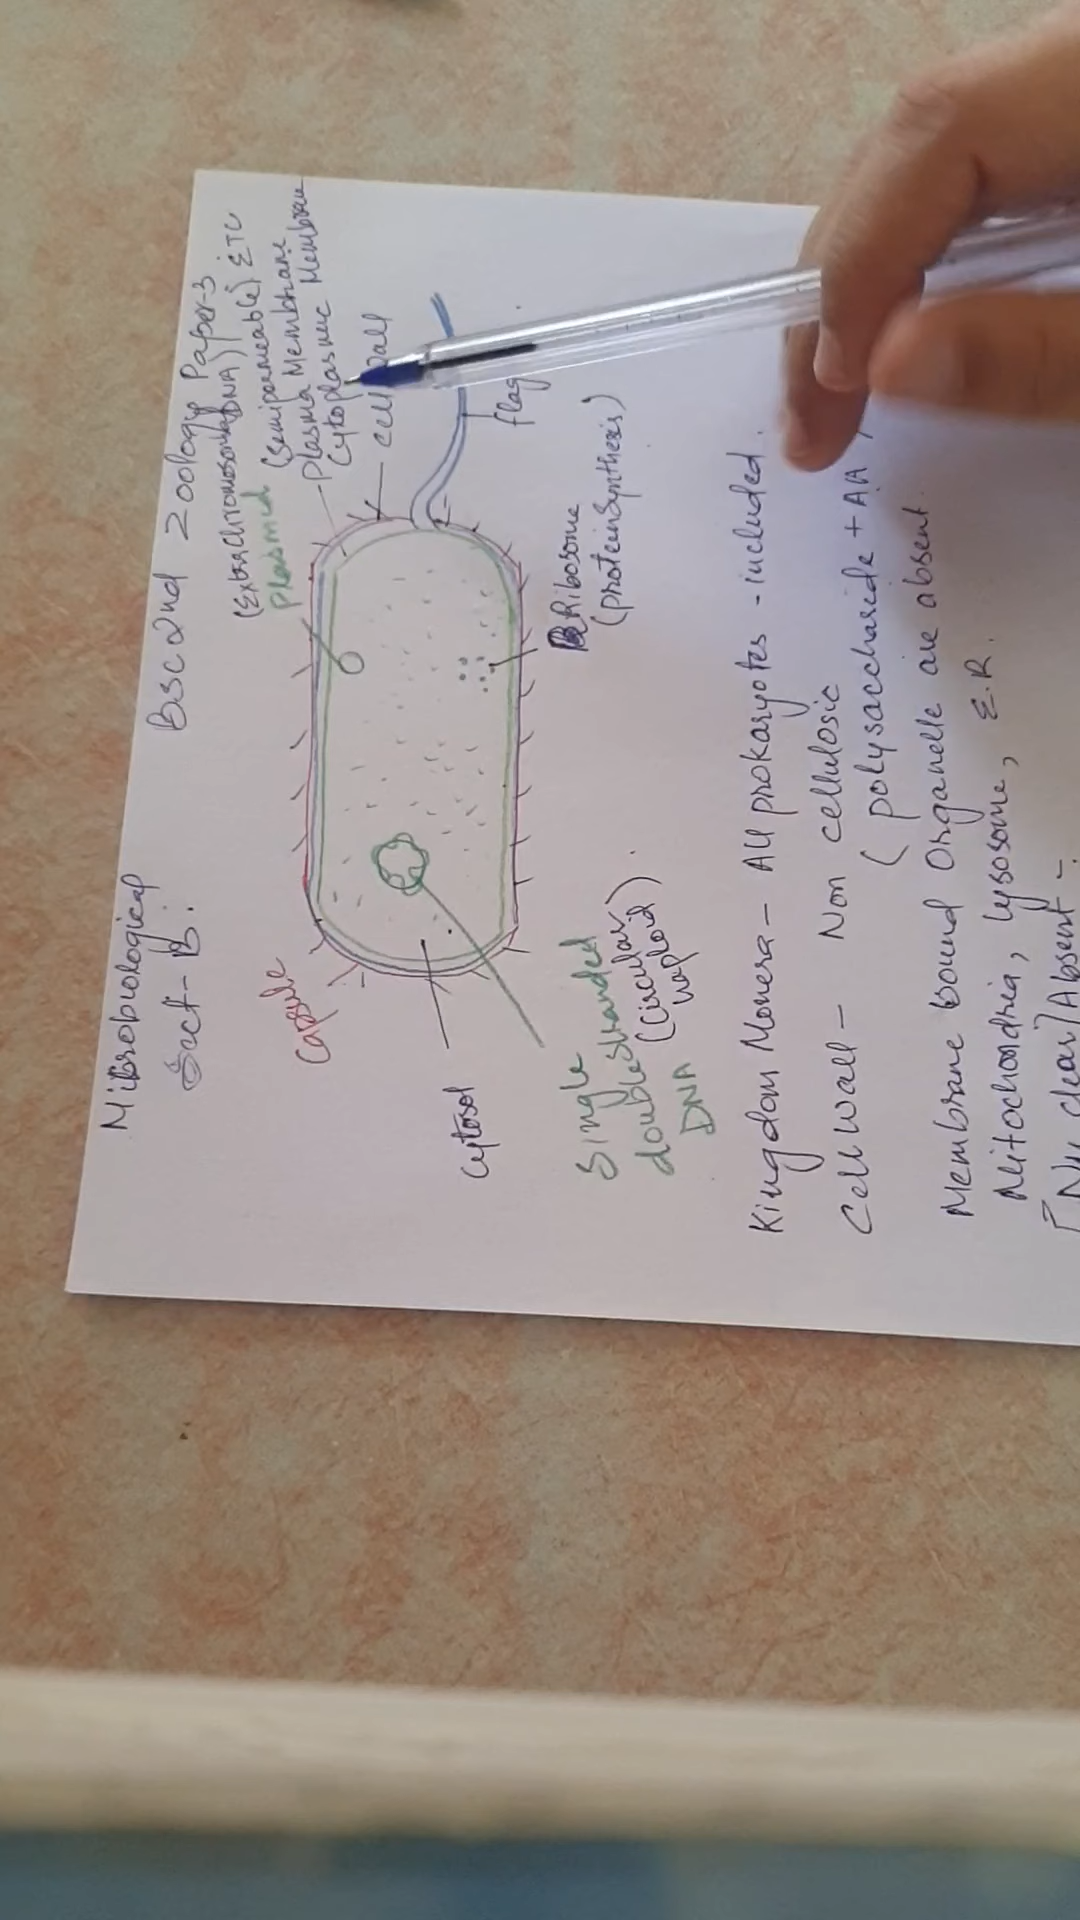 Microbiological BSC 2nd Zoology Paper-3
Sect-B.
(Extrachromosomal DNA) ETC
Plasmid (Semipermeable)
Plasma Membrane
Cytoplasmic Membrane
Capsule
cell wall
flag
Cytosol
Ribosome
(protein synthesis)
Single
double stranded
DNA
(circular)
haploid
Kingdom Monera - All prokaryotes - included.
Cell wall - Non cellulosic
( polysaccharide + AA )
Membrane bound Organelle are absent
Mitochondria, lysosome, E.R.
Absent -